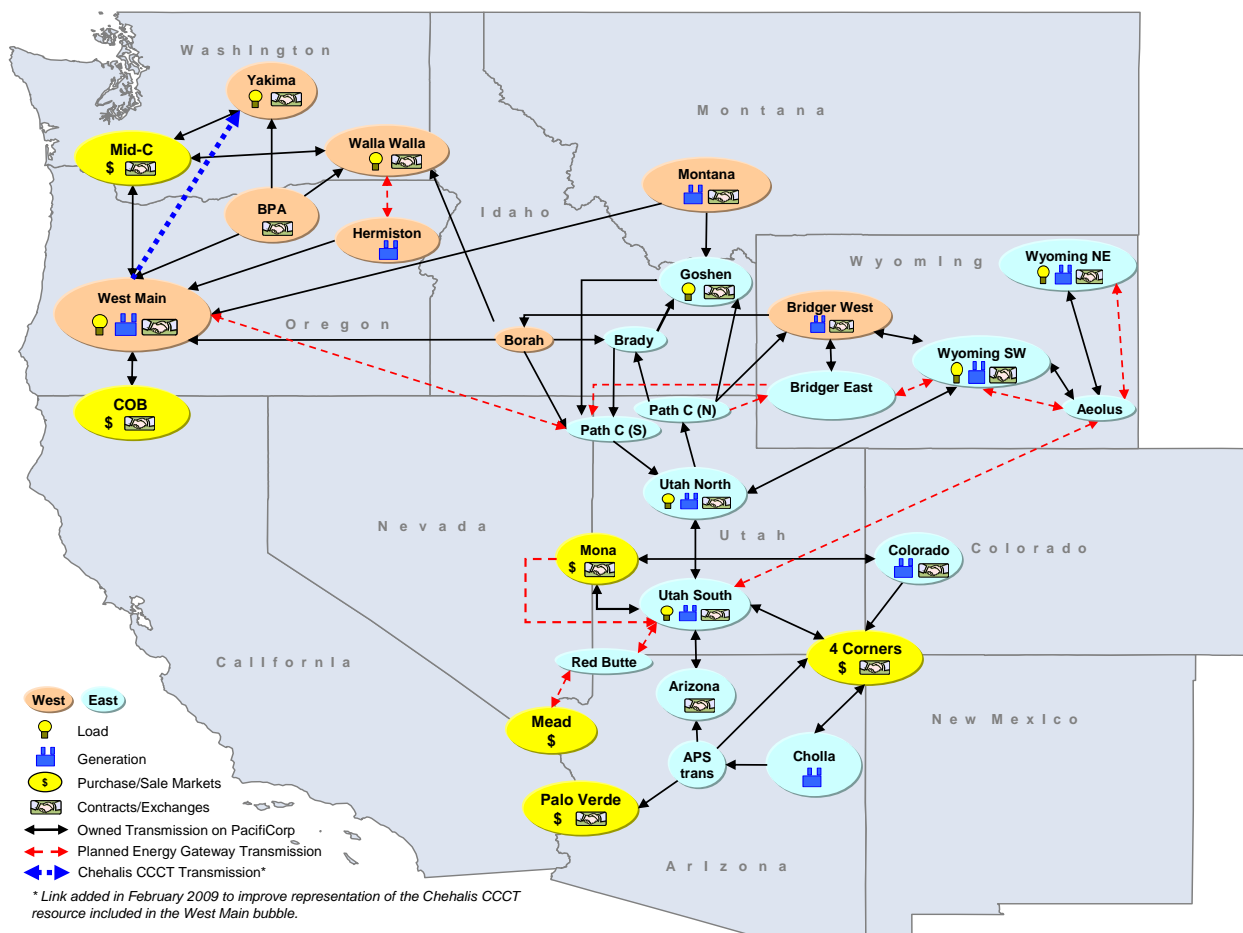 Washington
Yakima
Montana
Mid-C
$
Walla Walla
Montana
BPA
Idaho
Hermiston
Wyoming
Wyoming NE
Goshen
West Main
Oregon
Borah
Brady
Bridger West
Wyoming SW
Bridger East
COB
$
Path C (N)
Aeolus
Path C (S)
Utah North
Nevada
Utah
Mona
$
Colorado
Colorado
Utah South
California
Red Butte
4 Corners
$
Arizona
West
East
New Mexico
Load
Mead
$
Generation
APS
trans
Cholla
$
Purchase/Sale Markets
Palo Verde
$
Contracts/Exchanges
Owned Transmission on PacifiCorp
Planned Energy Gateway Transmission
Arizona
Chehalis CCCT Transmission*
* Link added in February 2009 to improve representation of the Chehalis CCCT
resource included in the West Main bubble.